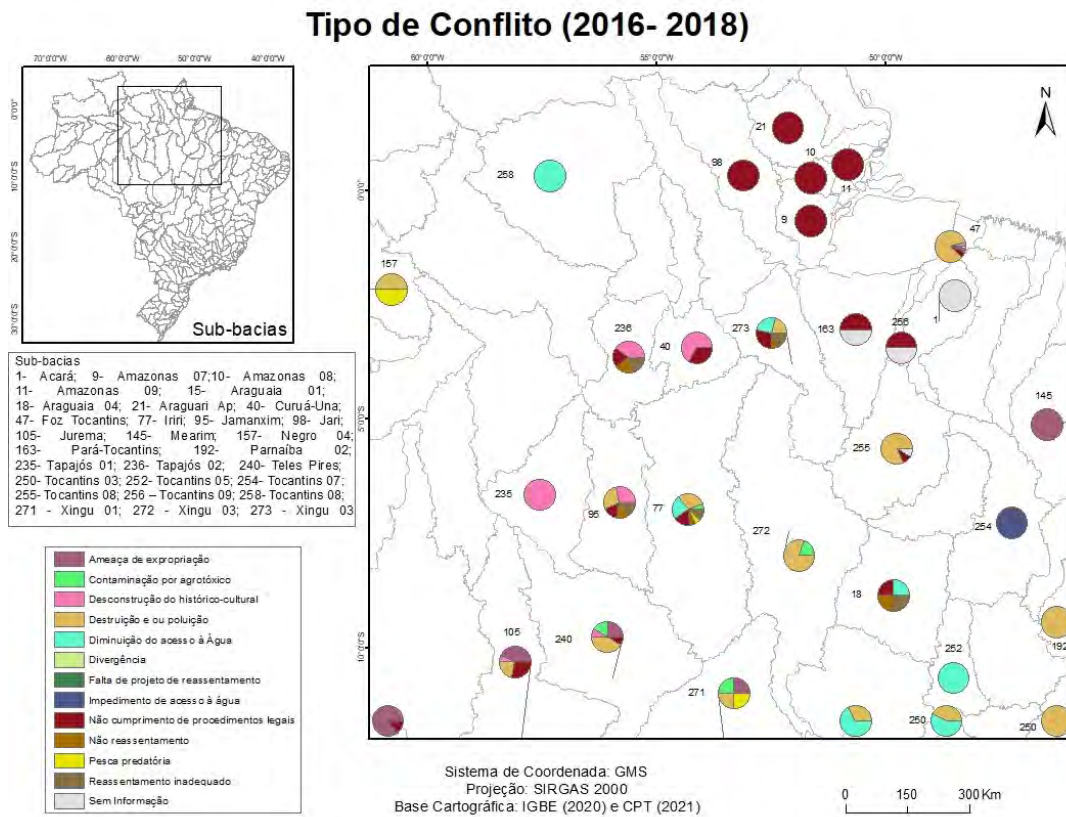 Tipo de Conflito (2016- 2018)
70°0'0"W 60°0'0"W 50°0'0"W 40°0'0"W
0°0'0"
10°0'0"S
20°0'0"S
30°0'0"S
Sub-bacias
Sub-bacias
1- Acará; 9- Amazonas 07;10- Amazonas 08;
11- Amazonas 09; 15- Araguaia 01;
18- Araguaia 04; 21- Araguari Ap; 40- Curuá-Una;
47- Foz Tocantins; 77- Iriri; 95- Jamanxim; 98- Jari;
105- Jurema; 145- Mearim; 157- Negro 04;
163- Pará-Tocantins; 192- Parnaíba 02;
235- Tapajós 01; 236- Tapajós 02; 240- Teles Pires;
250- Tocantins 03; 252- Tocantins 05; 254- Tocantins 07;
255- Tocantins 08; 256 – Tocantins 09; 258- Tocantins 08;
271 - Xingu 01; 272 - Xingu 03; 273 - Xingu 03
Ameaça de expropriação
Contaminação por agrotóxico
Desconstrução do histórico-cultural
Destruição e ou poluição
Diminuição do acesso à Água
Divergência
Falta de projeto de reassentamento
Impedimento de acesso à água
Não cumprimento de procedimentos legais
Não reassentamento
Pesca predatória
Reassentamento inadequado
Sem Informação
60°0'0"W 55°0'0"W 50°0'0"W
0°0'0"
5°0'0"S
10°0'0"S
N
21
10
98
11
258
9
47
157
1
273
163
256
236
40
145
255
235
95
77
254
272
18
105
240
192
252
271
250
250
Sistema de Coordenada: GMS
Projeção: SIRGAS 2000
Base Cartográfica: IGBE (2020) e CPT (2021)
0 150 300 Km